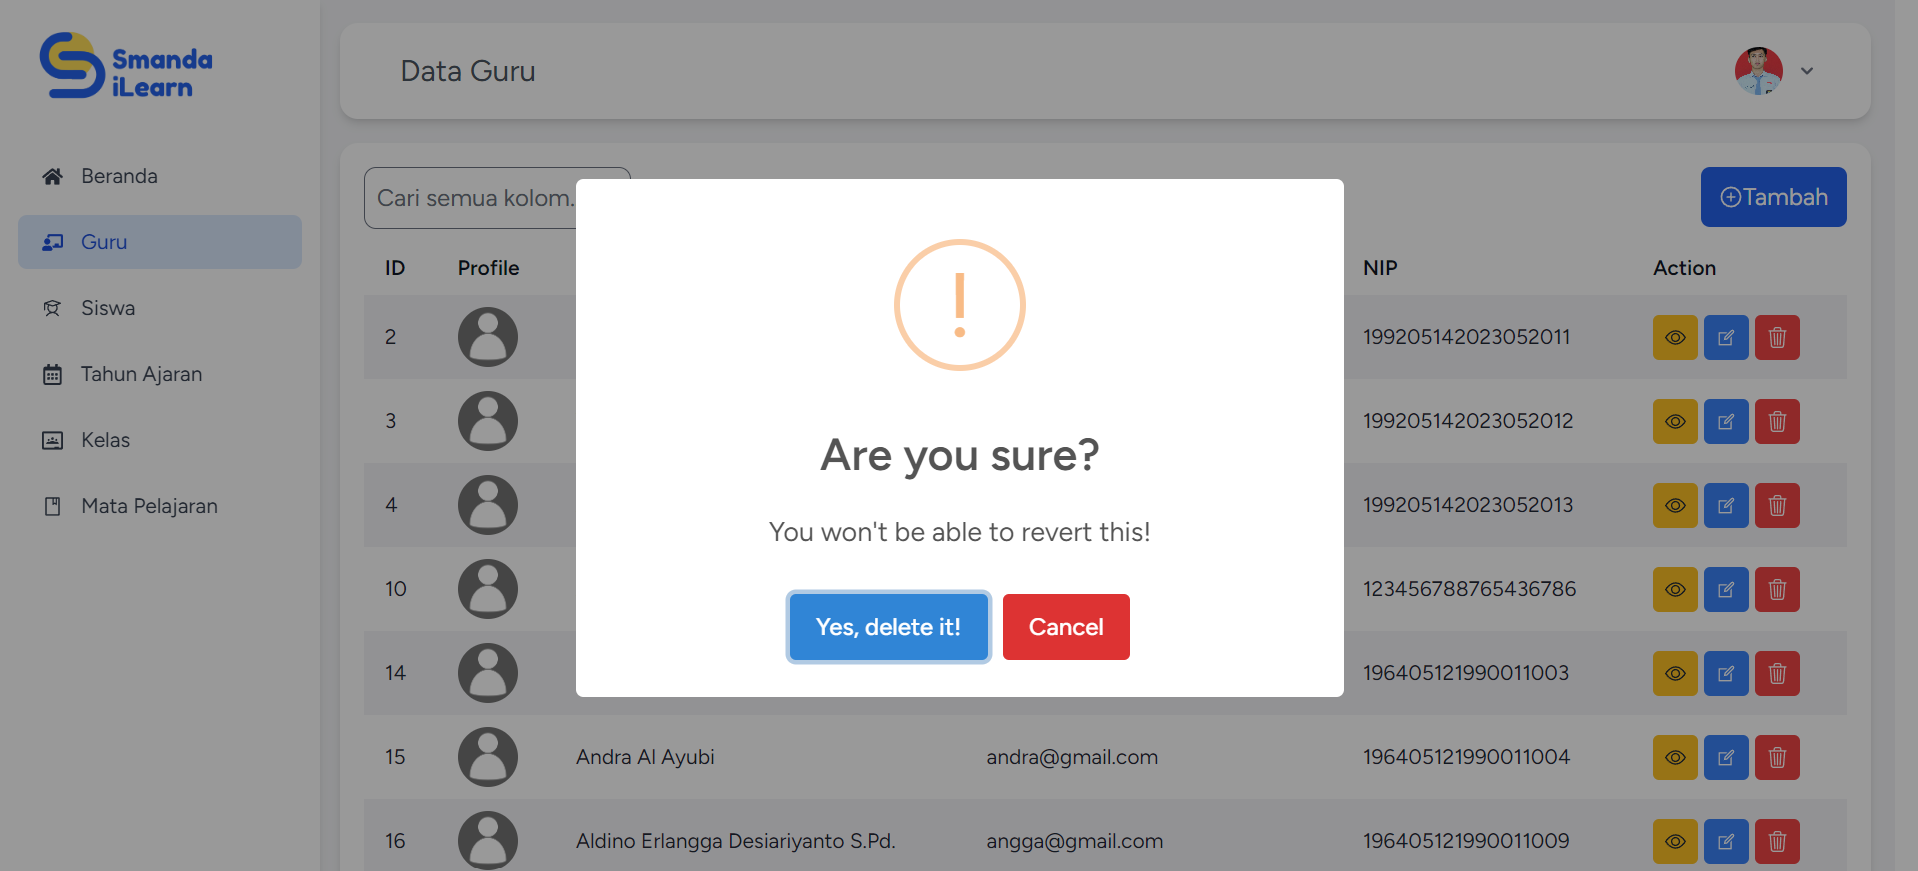 Smanda
iLearn
Data Guru
Beranda
Guru
Siswa
Tahun Ajaran
Kelas
Mata Pelajaran
Cari semua kolom.
Tambah
ID Profile NIP Action
2 199205142023052011
3 199205142023052012
4 199205142023052013
10 123456788765436786
14 196405121990011003
15 Andra Al Ayubi andra@gmail.com 196405121990011004
16 Aldino Erlangga Desiariyanto S.Pd. angga@gmail.com 196405121990011009
!
Are you sure?
You won't be able to revert this!
Yes, delete it! Cancel